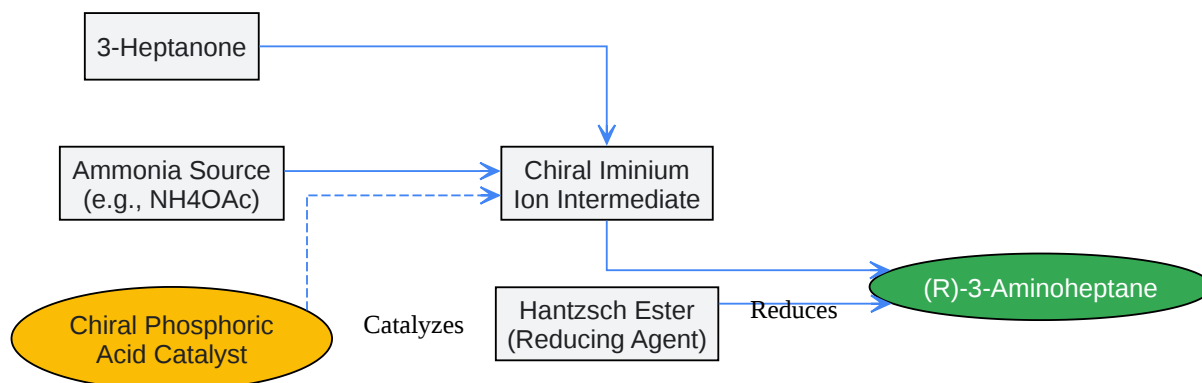 3-Heptanone
Ammonia Source
(e.g., NH4OAc)
Chiral Iminium
Ion Intermediate
Chiral Phosphoric
Acid Catalyst
Catalyzes
Hantzsch Ester
(Reducing Agent)
Reduces
(R)-3-Aminoheptane